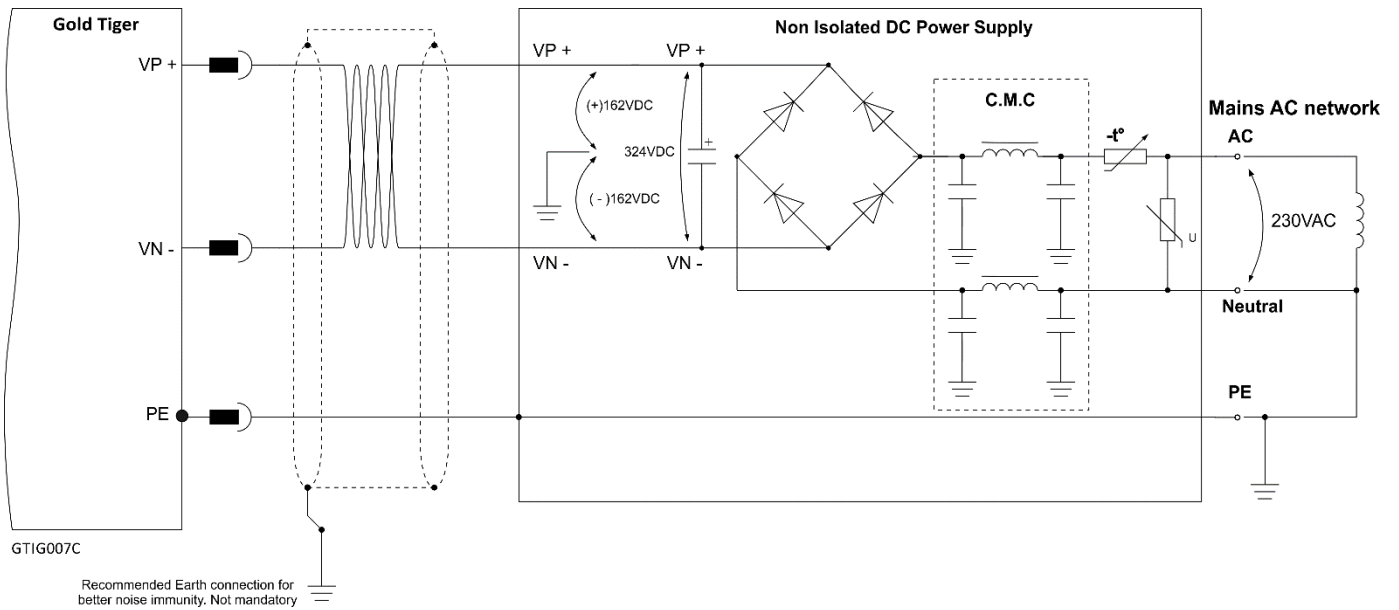 Gold Tiger
Non Isolated DC Power Supply
VP +
VP +
VP +
(+)162VDC
324VDC
+
(-)162VDC
C.M.C
-t°
Mains AC network
AC
230VAC
U
VN -
VN -
VN -
Neutral
PE
PE
GTIG007C
Recommended Earth connection for
better noise immunity. Not mandatory